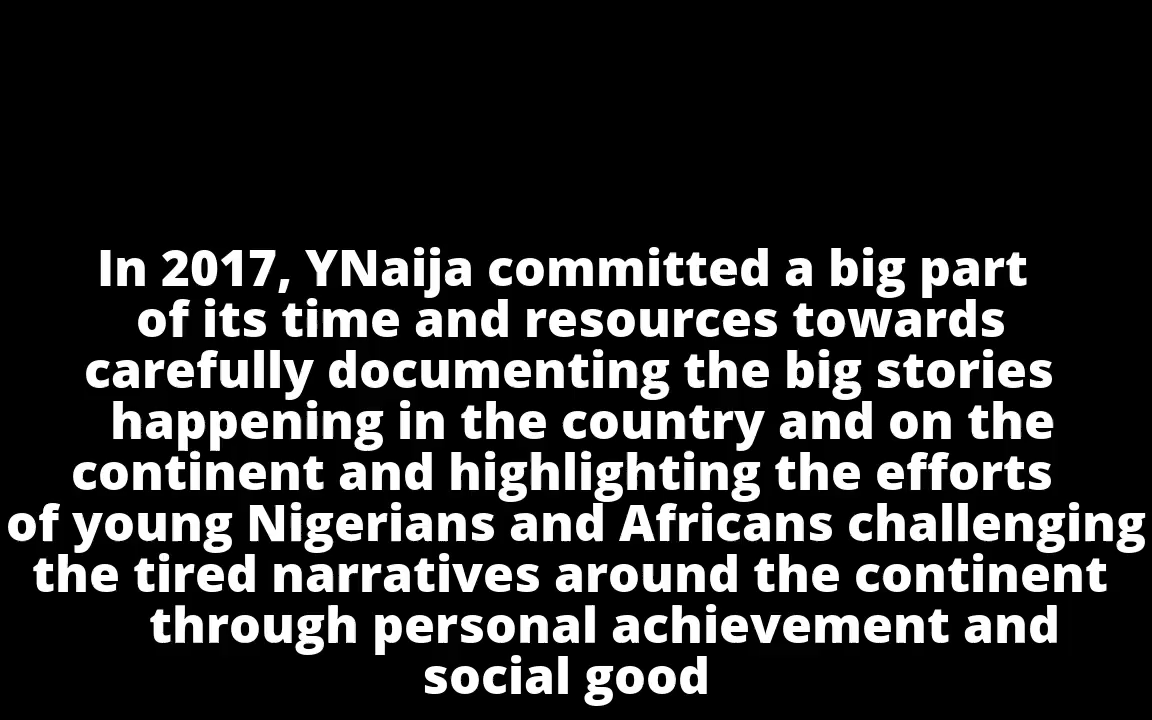 In 2017, YNaija committed a big part
of its time and resources towards
carefully documenting the big stories
happening in the country and on the
continent and highlighting the efforts
of young Nigerians and Africans challenging
the tired narratives around the continent
through personal achievement and
social good